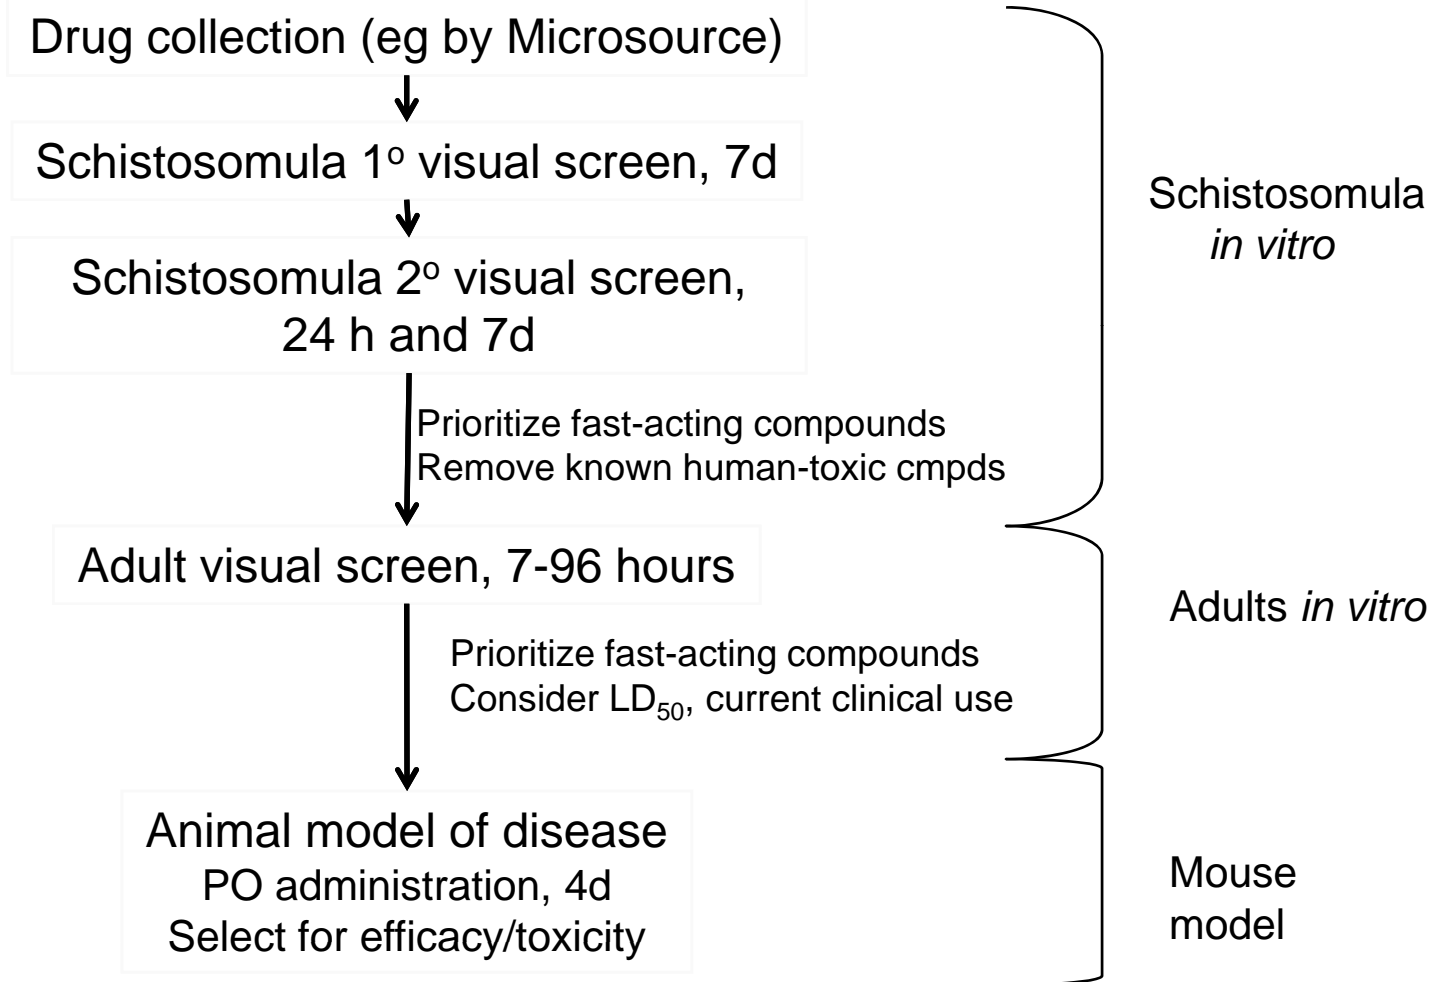 Drug collection (eg by Microsource)
Schistosomula 1º visual screen, 7d
Schistosomula 2º visual screen,
24 h and 7d
Schistosomula
in vitro
Prioritize fast-acting compounds
Remove known human-toxic cmpds
Adult visual screen, 7-96 hours
Adults in vitro
Prioritize fast-acting compounds
Consider LD₅₀, current clinical use
Animal model of disease
PO administration, 4d
Select for efficacy/toxicity
Mouse
model